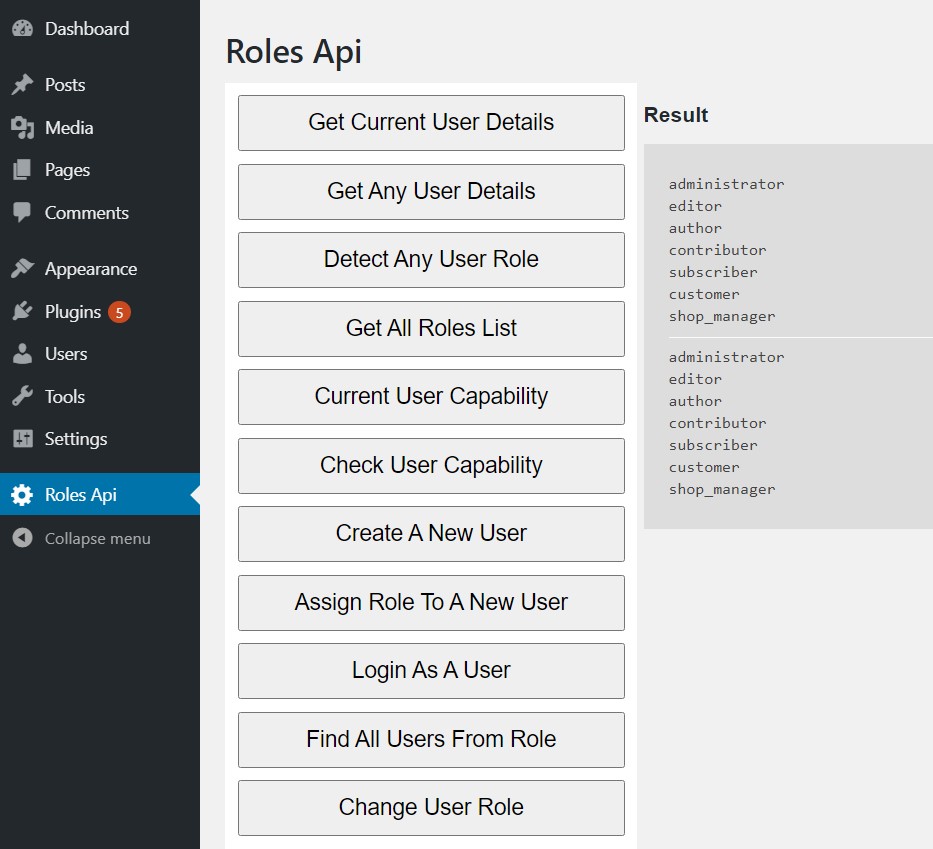 Dashboard
Posts
Media
Pages
Comments
Appearance
Plugins 5
Users
Tools
Settings
Roles Api
Collapse menu
Roles Api
Get Current User Details
Get Any User Details
Detect Any User Role
Get All Roles List
Current User Capability
Check User Capability
Create A New User
Assign Role To A New User
Login As A User
Find All Users From Role
Change User Role
Result
administrator
editor
author
contributor
subscriber
customer
shop_manager
administrator
editor
author
contributor
subscriber
customer
shop_manager